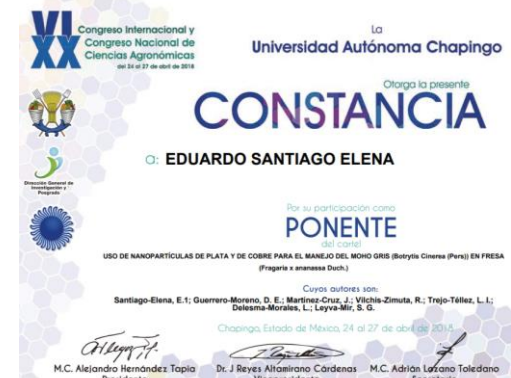 VI
XX
Congreso Internacional y
Congreso Nacional de
Ciencias Agronómicas
del 24 al 27 de abril de 2018
La
Universidad Autónoma Chapingo
Otorga la presente
CONSTANCIA
a: EDUARDO SANTIAGO ELENA
Dirección General de
Investigación y
Posgrado
Por su participación como
PONENTE
del cartel
USO DE NANOPARTÍCULAS DE PLATA Y DE COBRE PARA EL MANEJO DEL MOHO GRIS (Botrytis Cinerea (Pers)) EN FRESA
(Fragaria x ananassa Duch.)
Cuyos autores son:
Santiago-Elena, E.1; Guerrero-Moreno, D. E.; Martinez-Cruz, J.; Vilchis-Zimuta, R.; Trejo-Téllez, L. I.;
Delesma-Morales, L.; Leyva-Mir, S. G.
Chapingo, Estado de México, 24 al 27 de abril de 2018
M.C. Alejandro Hernández Tapia
Dr. J Reyes Altamirano Cárdenas
M.C. Adrián Lozano Toledano